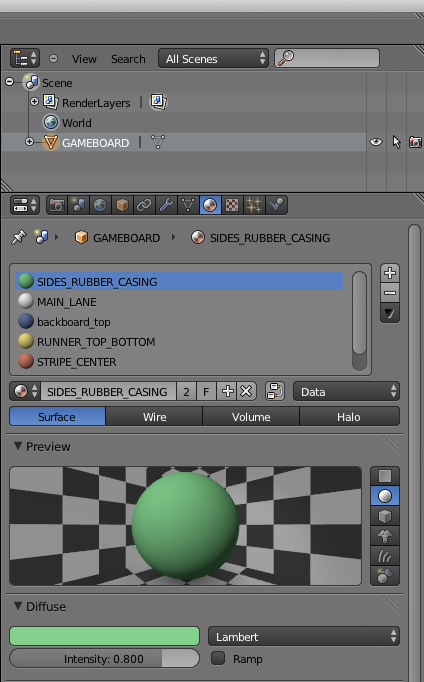 View Search All Scenes
Scene
RenderLayers |
World
GAMEBOARD |
GAMEBOARD SIDES_RUBBER_CASING
SIDES_RUBBER_CASING
MAIN_LANE
backboard_top
RUNNER_TOP_BOTTOM
STRIPE_CENTER
SIDES_RUBBER_CASING 2 F Data
Surface Wire Volume Halo
Preview
Diffuse
Lambert
Intensity: 0.800 Ramp